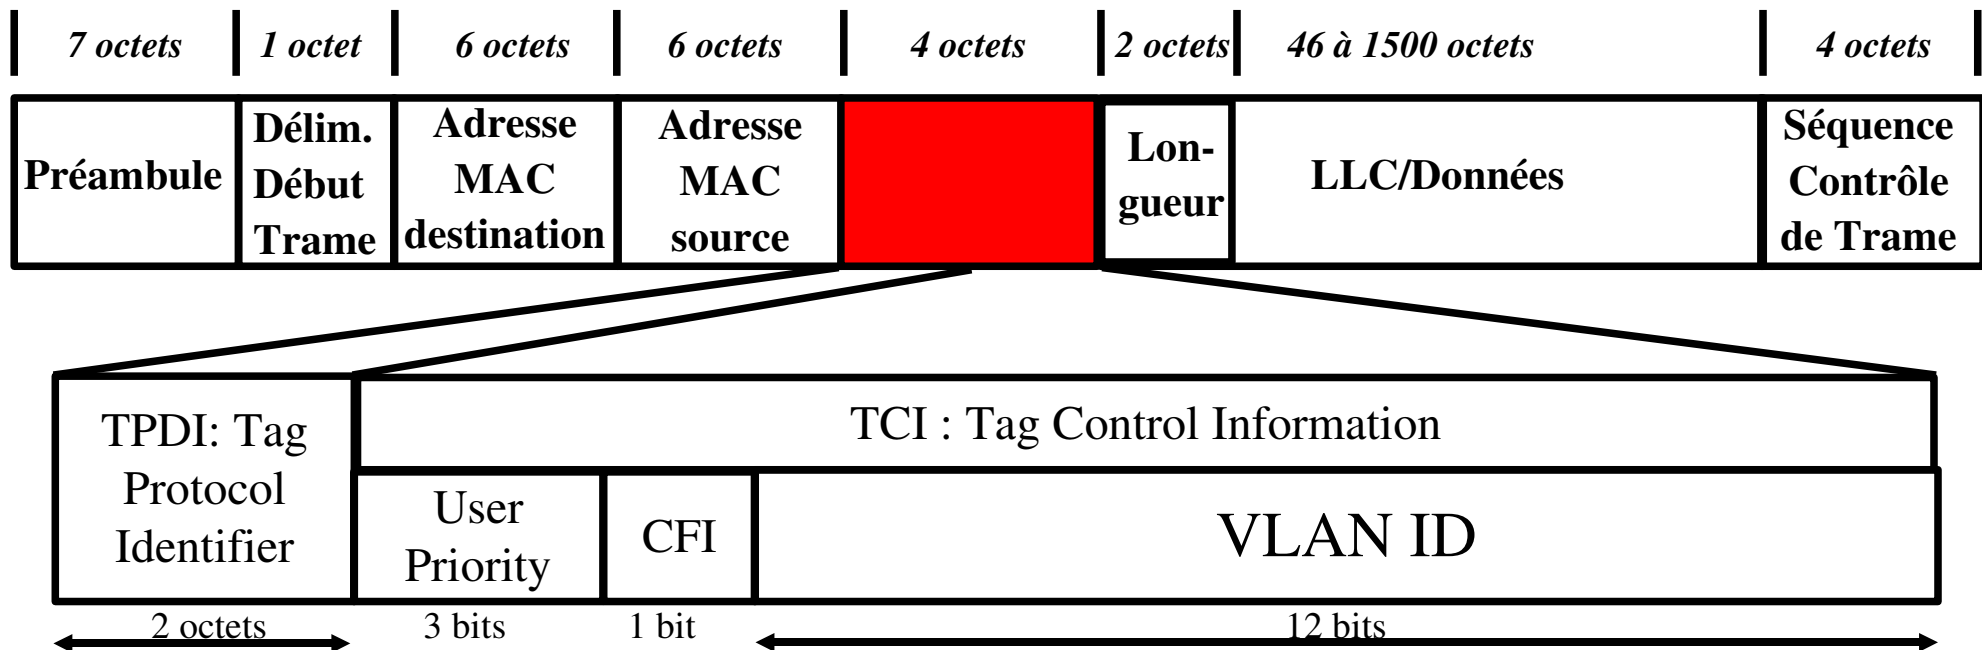 7 octets 1 octet 6 octets 6 octets 4 octets 2 octets 46 à 1500 octets 4 octets
Préambule
Délim.
Début
Trame
Adresse
MAC
destination
Adresse
MAC
source
Lon-
gueur
LLC/Données
Séquence
Contrôle
de Trame
TPDI: Tag
Protocol
Identifier
TCI : Tag Control Information
User
Priority
CFI
VLAN ID
2 octets 3 bits 1 bit 12 bits